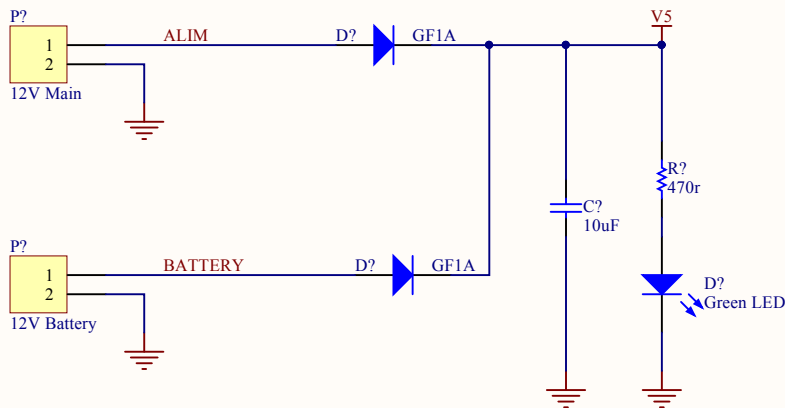 P?
1
2
12V Main
ALIM
D?
GF1A
V5
R?
470r
C?
10uF
P?
1
2
12V Battery
BATTERY
D?
GF1A
D?
Green LED